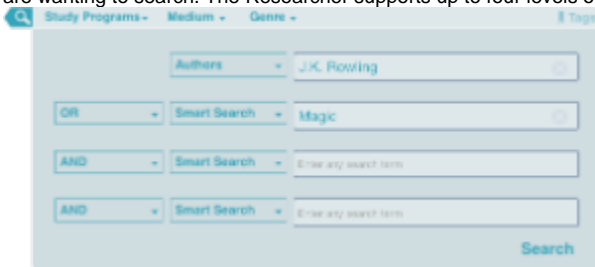 are wanting to search. The Researcher supports up to four levels o
Study Programs Medium Genre Tags
Authors J.K. Rowling
OR Smart Search Magic
AND Smart Search Enter any search term
AND Smart Search Enter any search term
Search